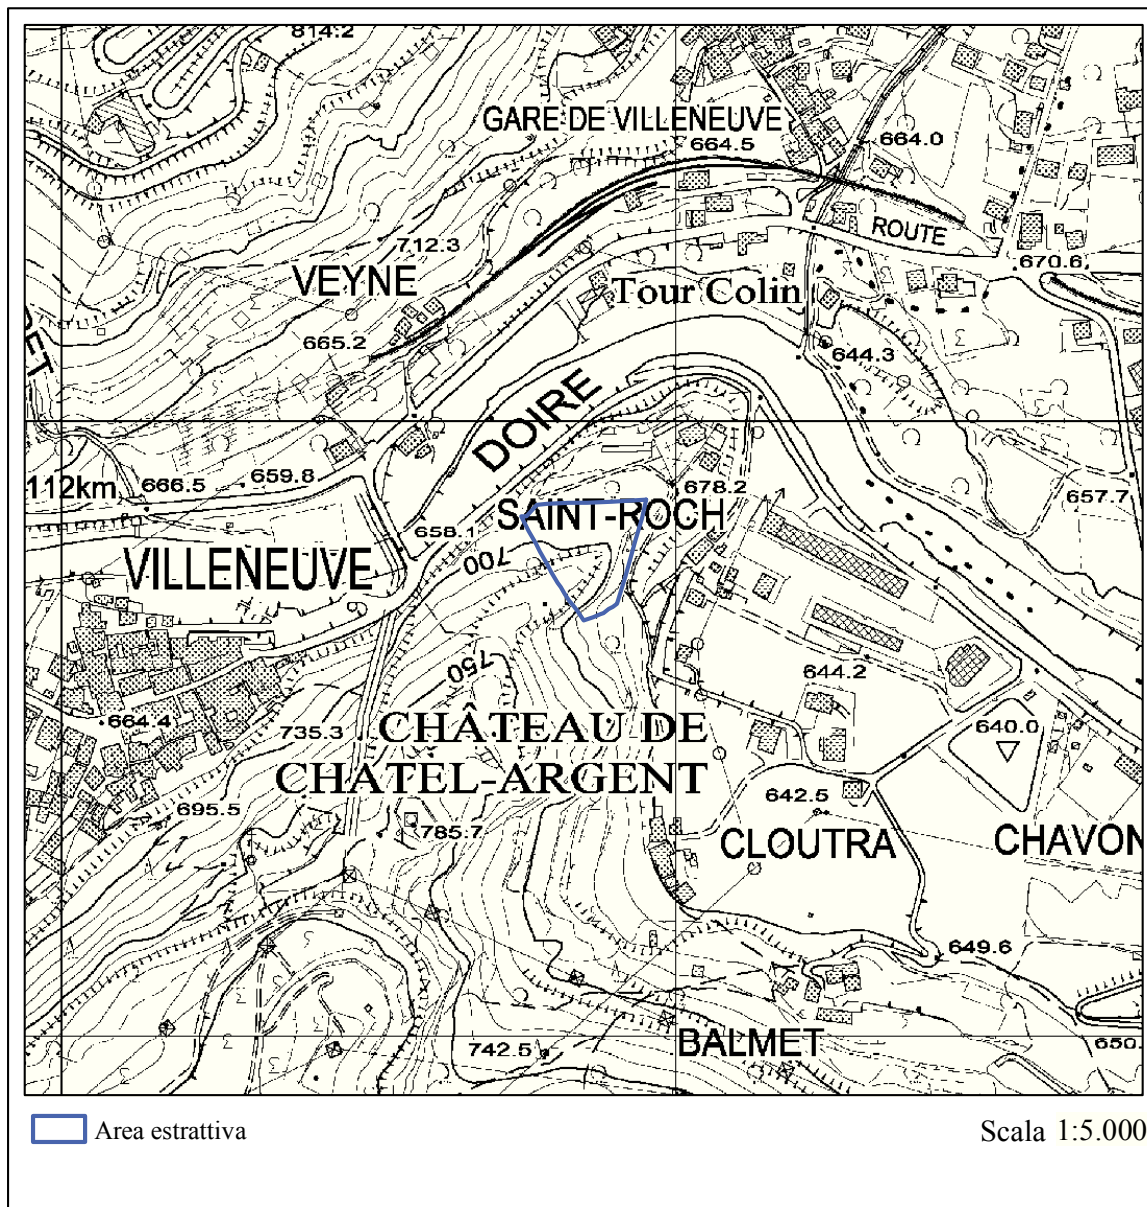 814.2
GARE DE VILLENEUVE
664.5
664.0
ROUTE
712.3
670.6
VEYNE
Tour Colin
665.2
644.3
DOIRE
112km
666.5
659.8
678.2
657.7
SAINT-ROCH
658.1
700
VILLENEUVE
750
644.2
664.4
735.3
CHÂTEAU DE
CHATEL-ARGENT
640.0
695.5
785.7
642.5
CLOUTRA
CHAVON
649.6
742.5
BALMET
650.
Area estrattiva
Scala 1:5.000